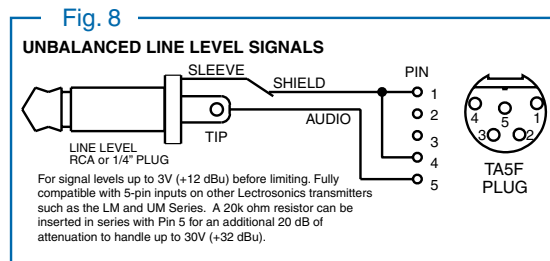 Fig. 8
UNBALANCED LINE LEVEL SIGNALS
SLEEVE
SHIELD
PIN
1
2
3
4
5
AUDIO
TIP
LINE LEVEL
RCA or 1/4" PLUG
4
5
1
3
2
TA5F
PLUG
For signal levels up to 3V (+12 dBu) before limiting. Fully
compatible with 5-pin inputs on other Lectrosonics transmitters
such as the LM and UM Series. A 20k ohm resistor can be
inserted in series with Pin 5 for an additional 20 dB of
attenuation to handle up to 30V (+32 dBu).